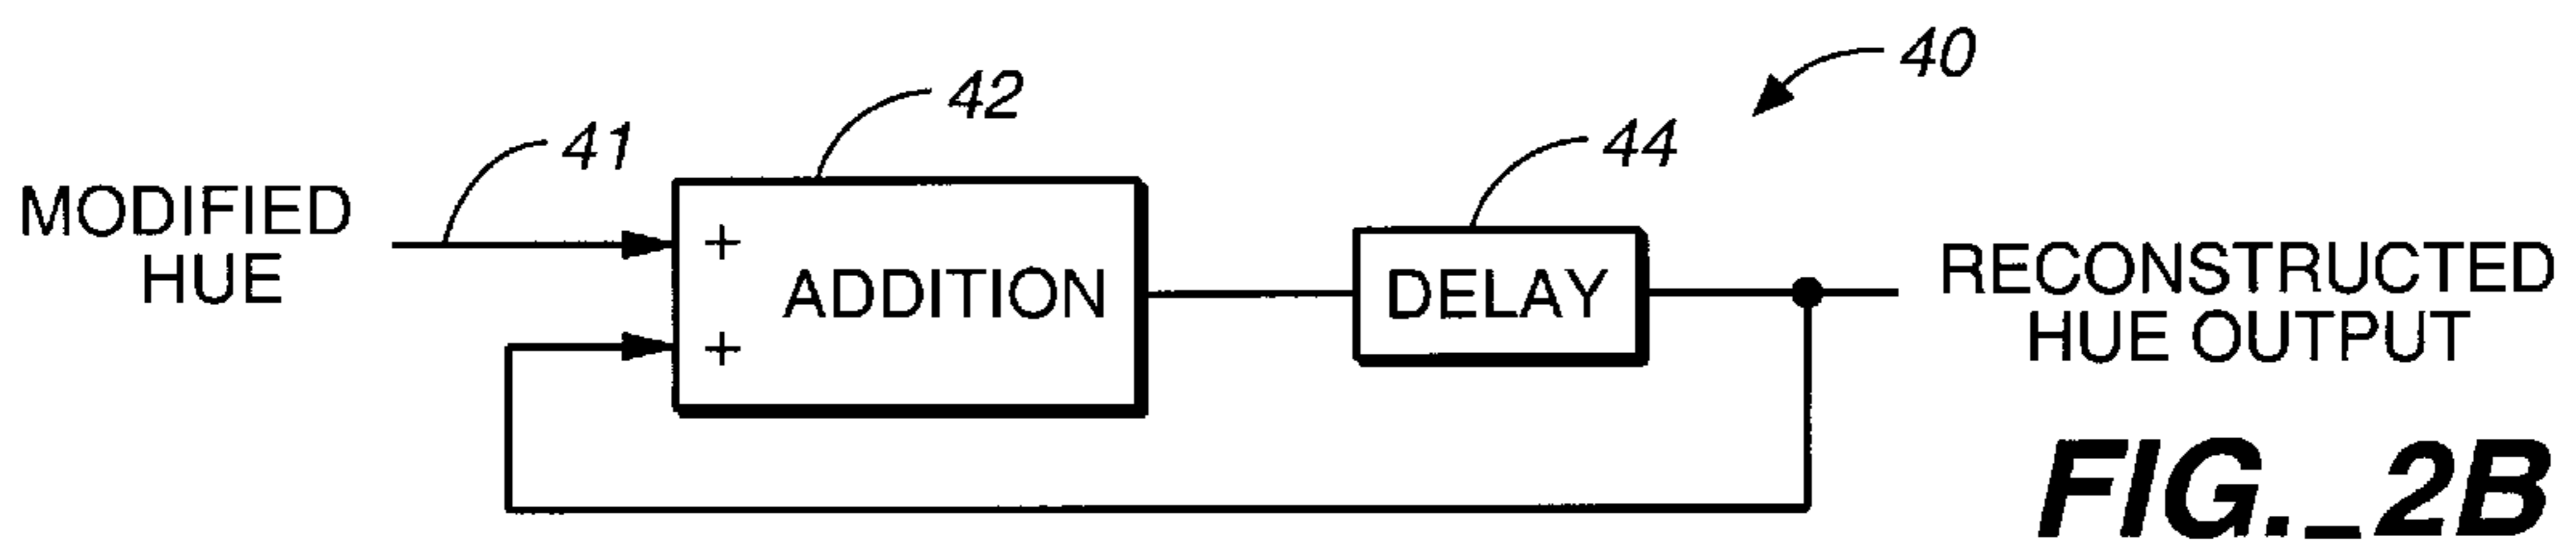 40
42
44
41
MODIFIED
HUE
+
ADDITION
+
DELAY
RECONSTRUCTED
HUE OUTPUT
FIG._2B